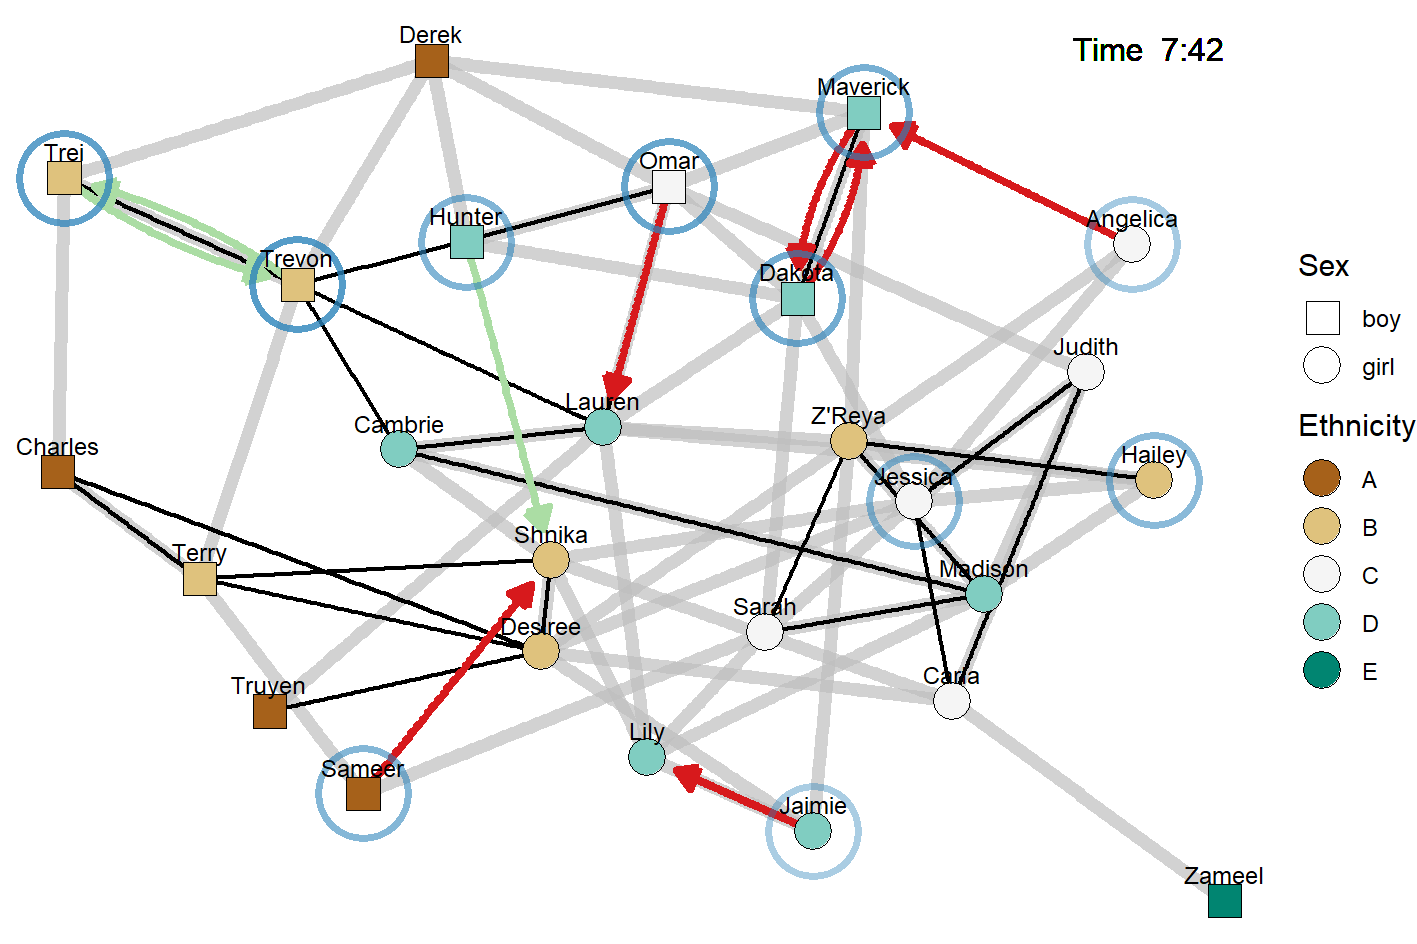 Derek
Time 7:42
Maverick
Trei
Omar
Hunter
Angelica
Trevon
Dakota
Judith
Lauren
Z'Reya
Cambrie
Charles
Hailey
Jessica
Shnika
Terry
Madison
Sarah
Desiree
Carla
Truyen
Lily
Sameer
Jaimie
Zameel
Sex
boy
girl
Ethnicity
A
B
C
D
E